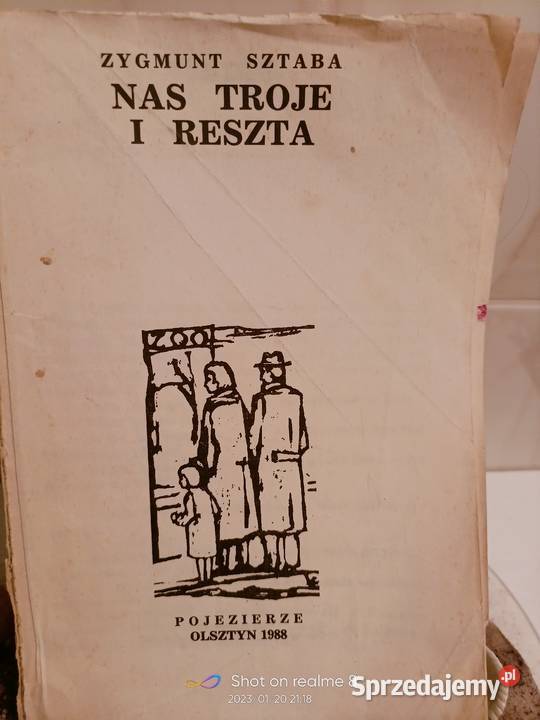 ZYGMUNT SZTABA
NAS TROJE
I RESZTA
ZOO
POJEZIERZE
OLSZTYN 1988
Shot on realme 8
2023. 01. 20 21:18
Sprzedajemy.pl